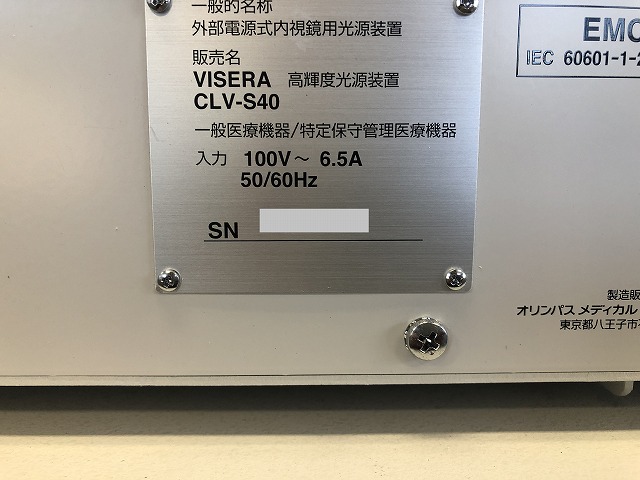 一般的名称
外部電源式内視鏡用光源装置
販売名
VISERA 高輝度光源装置
CLV-S40
一般医療機器/特定保守管理医療機器
入力 100V～ 6.5A
50/60Hz
SN
EMC
IEC 60601-1-2
製造販
オリンパス メディカル
東京都八王子市